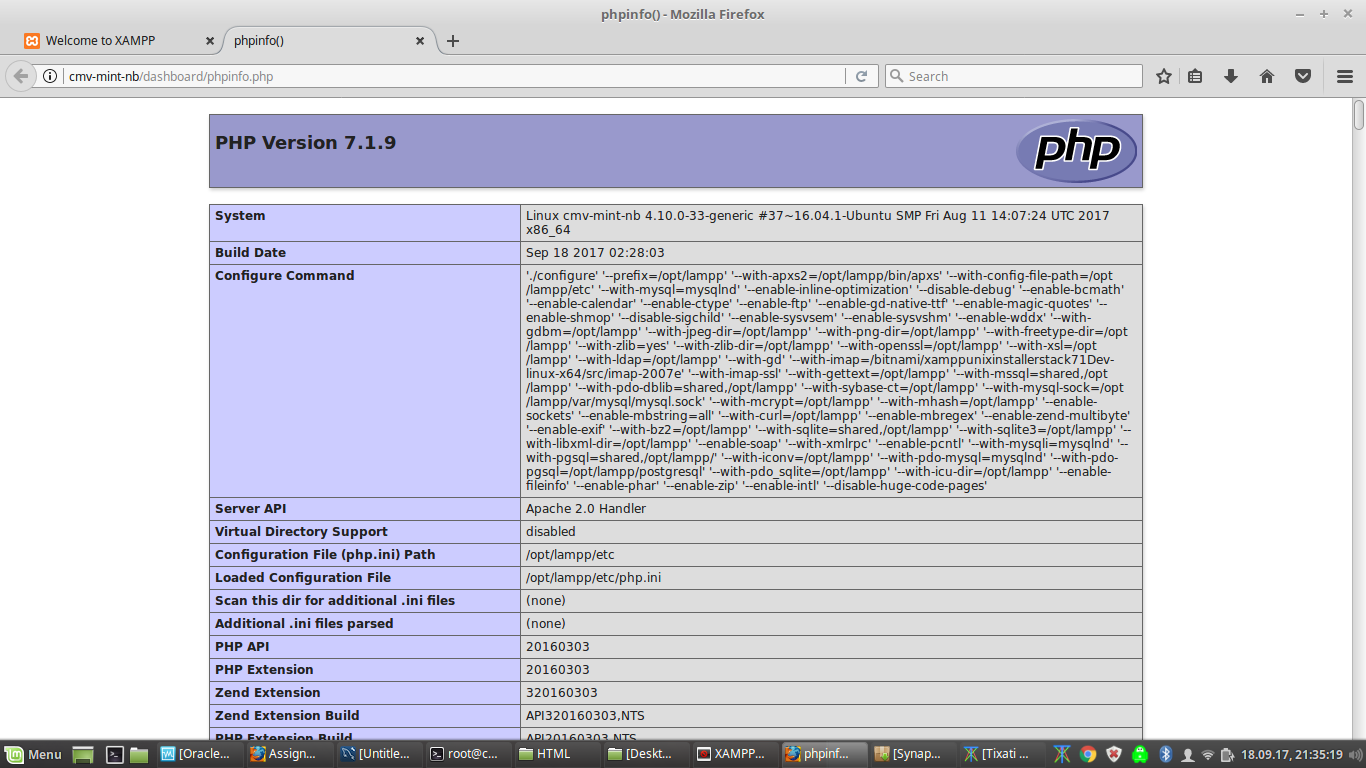 phpinfo() - Mozilla Firefox
Welcome to XAMPP
phpinfo()
cmv-mint-nb/dashboard/phpinfo.php
Search
PHP Version 7.1.9
php
System
Linux cmv-mint-nb 4.10.0-33-generic #37~16.04.1-Ubuntu SMP Fri Aug 11 14:07:24 UTC 2017
x86_64
Build Date
Sep 18 2017 02:28:03
Configure Command
'./configure' '--prefix=/opt/lampp' '--with-apxs2=/opt/lampp/bin/apxs' '--with-config-file-path=/opt
/lampp/etc' '--with-mysql=mysqlnd' '--enable-inline-optimization' '--disable-debug' '--enable-bcmath'
'--enable-calendar' '--enable-ctype' '--enable-ftp' '--enable-gd-native-ttf' '--enable-magic-quotes' '--
enable-shmop' '--disable-sigchild' '--enable-sysvsem' '--enable-sysvshm' '--enable-wddx' '--with-
gdbm=/opt/lampp' '--with-jpeg-dir=/opt/lampp' '--with-png-dir=/opt/lampp' '--with-freetype-dir=/opt
/lampp' '--with-zlib=yes' '--with-zlib-dir=/opt/lampp' '--with-openssl=/opt/lampp' '--with-xsl=/opt
/lampp' '--with-ldap=/opt/lampp' '--with-gd' '--with-imap=/bitnami/xamppunixinstallerstack71Dev-
linux-x64/src/imap-2007e' '--with-imap-ssl' '--with-gettext=/opt/lampp' '--with-mssql=shared,/opt
/lampp' '--with-pdo-dblib=shared,/opt/lampp' '--with-sybase-ct=/opt/lampp' '--with-mysql-sock=/opt
/lampp/var/mysql/mysql.sock' '--with-mcrypt=/opt/lampp' '--with-mhash=/opt/lampp' '--enable-
sockets' '--enable-mbstring=all' '--with-curl=/opt/lampp' '--enable-mbregex' '--enable-zend-multibyte'
'--enable-exif' '--with-bz2=/opt/lampp' '--with-sqlite=shared,/opt/lampp' '--with-sqlite3=/opt/lampp' '--
with-libxml-dir=/opt/lampp' '--enable-soap' '--with-xmlrpc' '--enable-pcntl' '--with-mysqli=mysqlnd' '--
with-pgsql=shared,/opt/lampp/' '--with-iconv=/opt/lampp' '--with-pdo-mysql=mysqlnd' '--with-pdo-
pgsql=/opt/lampp/postgresql' '--with-pdo_sqlite=/opt/lampp' '--with-icu-dir=/opt/lampp' '--enable-
fileinfo' '--enable-phar' '--enable-zip' '--enable-intl' '--disable-huge-code-pages'
Server API
Apache 2.0 Handler
Virtual Directory Support
disabled
Configuration File (php.ini) Path
/opt/lampp/etc
Loaded Configuration File
/opt/lampp/etc/php.ini
Scan this dir for additional .ini files
(none)
Additional .ini files parsed
(none)
PHP API
20160303
PHP Extension
20160303
Zend Extension
320160303
Zend Extension Build
API320160303,NTS
PHP Extension Build
API20160303,NTS
Menu
[Oracle...
Assign...
[Untitle...
root@c...
HTML
[Deskt...
XAMPP...
phpinf...
[Synap...
[Tixati ...
18.09.17, 21:35:19